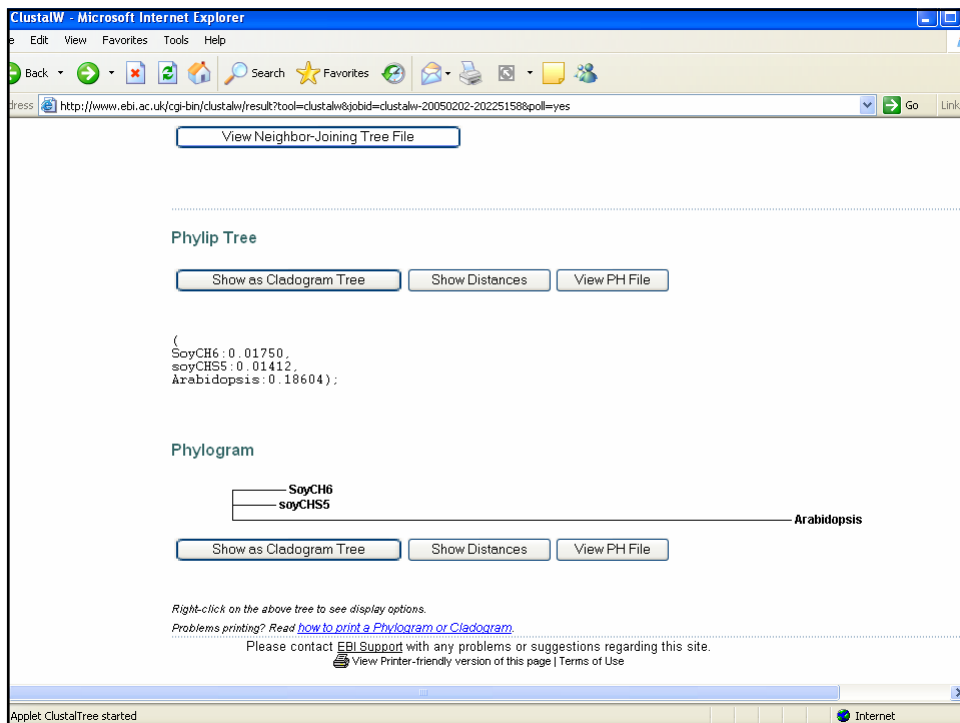 ClustalW - Microsoft Internet Explorer
e Edit View Favorites Tools Help
Back Search Favorites
dress http://www.ebi.ac.uk/cgi-bin/clustalw/result?tool=clustalw&jobid=clustalw-20050202-20225158&poll=yes Go Link
View Neighbor-Joining Tree File
Phylip Tree
Show as Cladogram Tree Show Distances View PH File
(
SoyCH6:0.01750,
soyCHS5:0.01412,
Arabidopsis:0.18604);
Phylogram
SoyCH6
soyCHS5
Arabidopsis
Show as Cladogram Tree Show Distances View PH File
Right-click on the above tree to see display options.
Problems printing? Read how to print a Phylogram or Cladogram.
Please contact EBI Support with any problems or suggestions regarding this site.
View Printer-friendly version of this page | Terms of Use
Applet ClustalTree started Internet